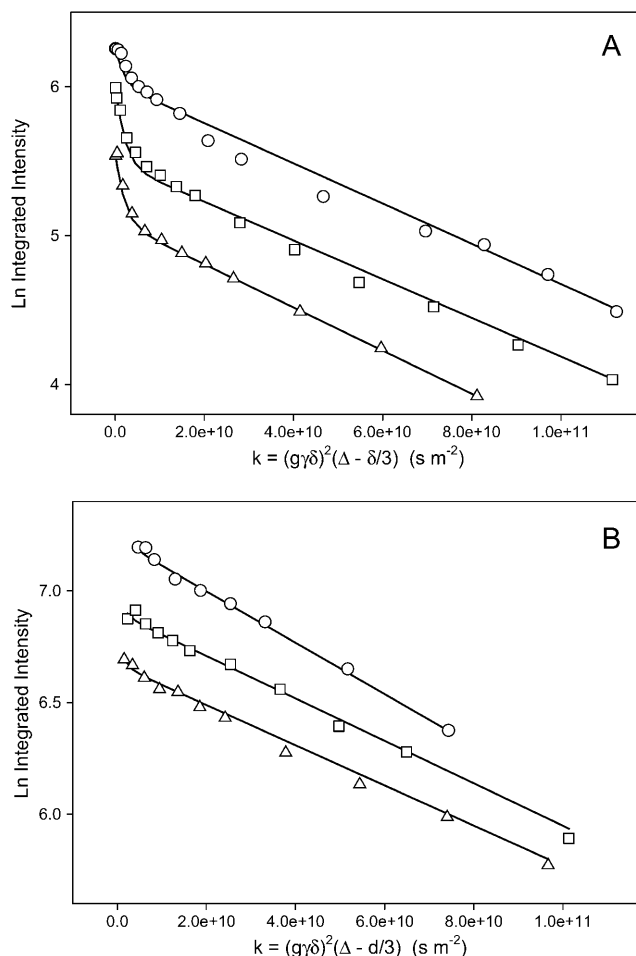 A
6
5
4
Ln Integrated Intensity
0.0 2.0e+10 4.0e+10 6.0e+10 8.0e+10 1.0e+11
k = (gγδ)²(Δ - δ/3) (s m⁻²)
B
7.0
6.5
6.0
Ln Integrated Intensity
0.0 2.0e+10 4.0e+10 6.0e+10 8.0e+10 1.0e+11
k = (gγδ)²(Δ - d/3) (s m⁻²)